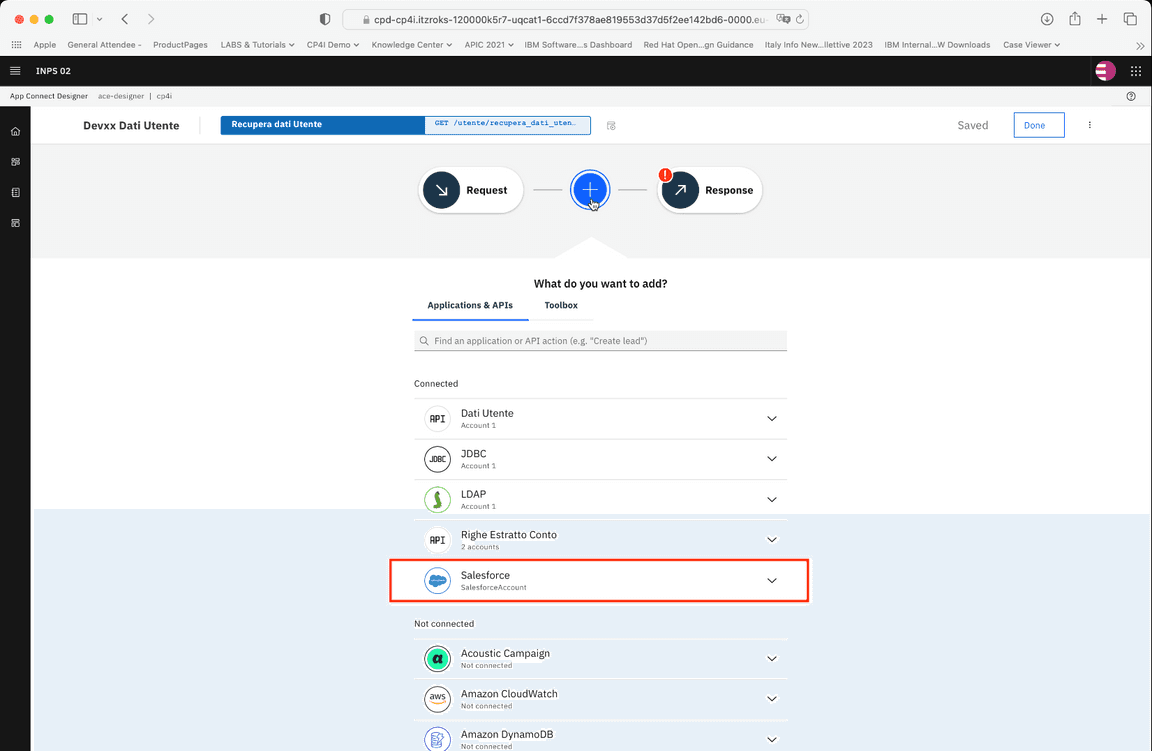 cpd-cp4i.itzroks-120000k5r7-uqcat1-6ccd7f378ae819553d37d5f2ee142bd6-0000.eu-
Apple General Attendee - ProductPages LABS & Tutorials CP4I Demo Knowledge Center APIC 2021 IBM Software...s Dashboard Red Hat Open...gn Guidance Italy Info New...llettive 2023 IBM Internal...W Downloads Case Viewer
INPS 02
App Connect Designer ace-designer | cp4i
Devxx Dati Utente Recupera dati Utente GET /utente/recupera_dati_uten… Saved Done
Request Response
What do you want to add?
Applications & APIs Toolbox
Find an application or API action (e.g. "Create lead")
Connected
API Dati Utente
Account 1
JDBC JDBC
Account 1
LDAP
Account 1
API Righe Estratto Conto
2 accounts
Salesforce
SalesforceAccount
Not connected
a Acoustic Campaign
Not connected
aws Amazon CloudWatch
Not connected
Amazon DynamoDB
Not connected